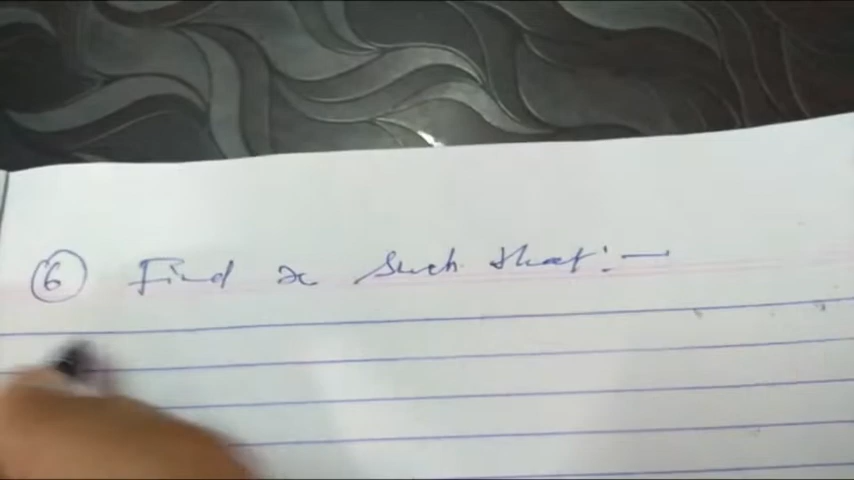 ⑥ Find x such that :—